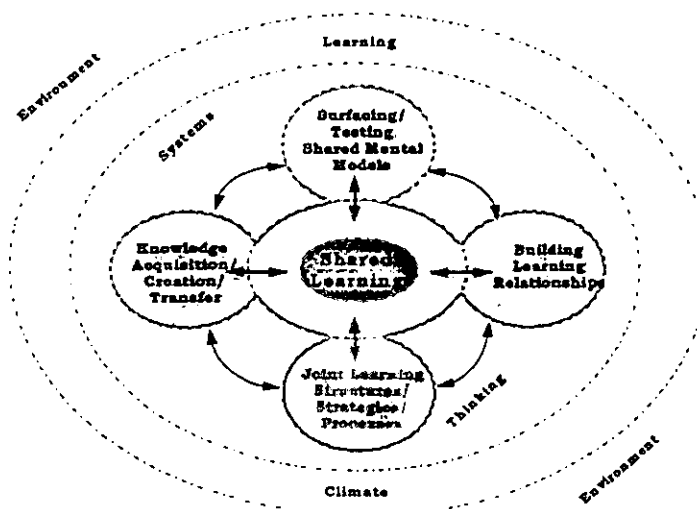 Learning
Environment
Systems
Surfacing/
Testing
Shared Mental
Models
Knowledge
Acquisition/
Creation/
Transfer
Shared
Learning
Building
Learning
Relationships
Joint Learning
Structures/
Strategies/
Processes
Thinking
Climate
Environment